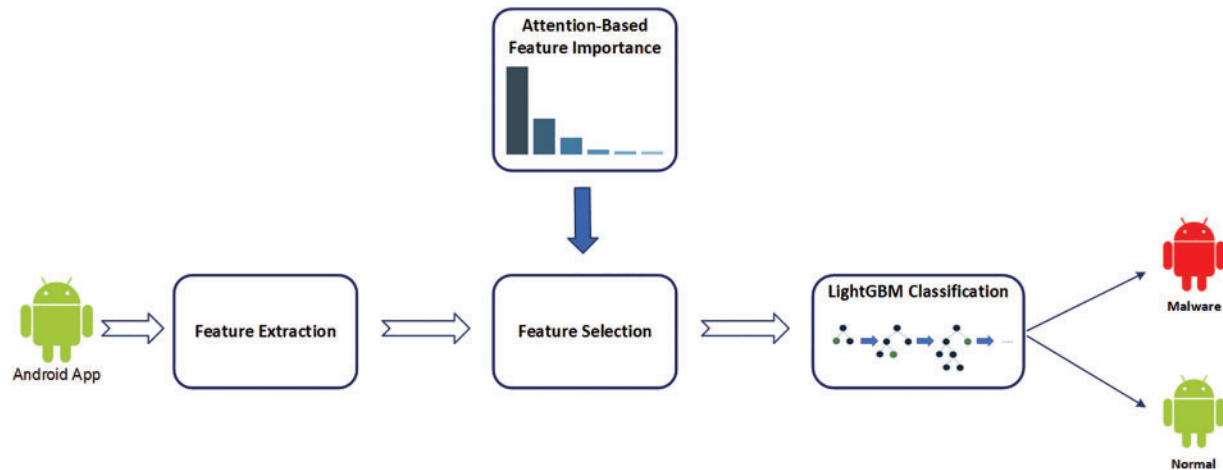 Attention-Based
Feature Importance
Android App
Feature Extraction
Feature Selection
LightGBM Classification
Malware
Normal